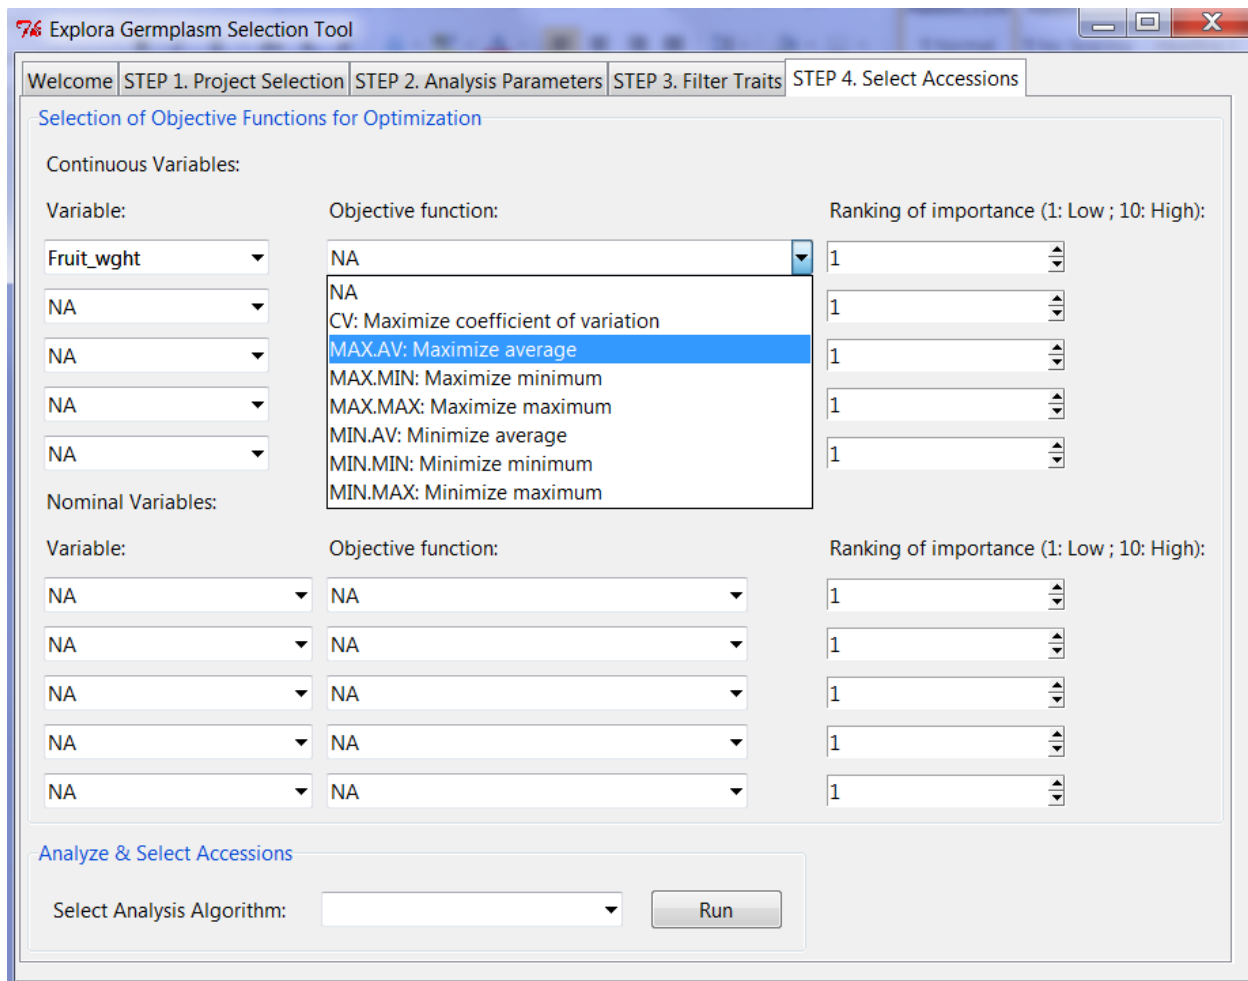 Explora Germplasm Selection Tool
Welcome STEP 1. Project Selection STEP 2. Analysis Parameters STEP 3. Filter Traits STEP 4. Select Accessions
Selection of Objective Functions for Optimization
Continuous Variables:
Variable: Objective function: Ranking of importance (1: Low ; 10: High):
Fruit_wght NA 1
NA
CV: Maximize coefficient of variation
MAX.AV: Maximize average
MAX.MIN: Maximize minimum
MAX.MAX: Maximize maximum
MIN.AV: Minimize average
MIN.MIN: Minimize minimum
MIN.MAX: Minimize maximum
NA 1
NA 1
NA 1
NA 1
Nominal Variables:
Variable: Objective function: Ranking of importance (1: Low ; 10: High):
NA NA 1
NA NA 1
NA NA 1
NA NA 1
NA NA 1
Analyze & Select Accessions
Select Analysis Algorithm: Run